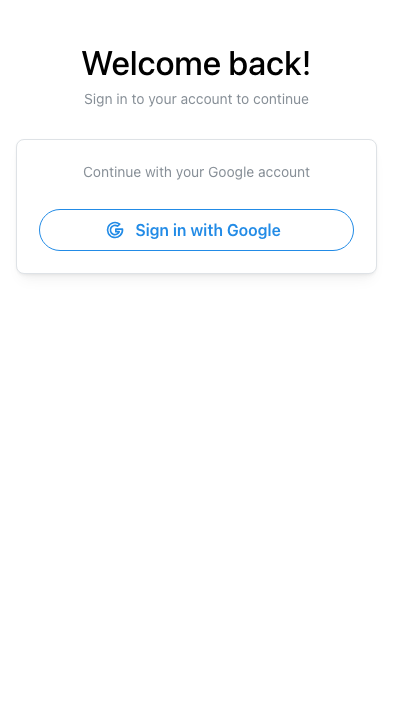 Welcome back!
Sign in to your account to continue
Continue with your Google account
Sign in with Google